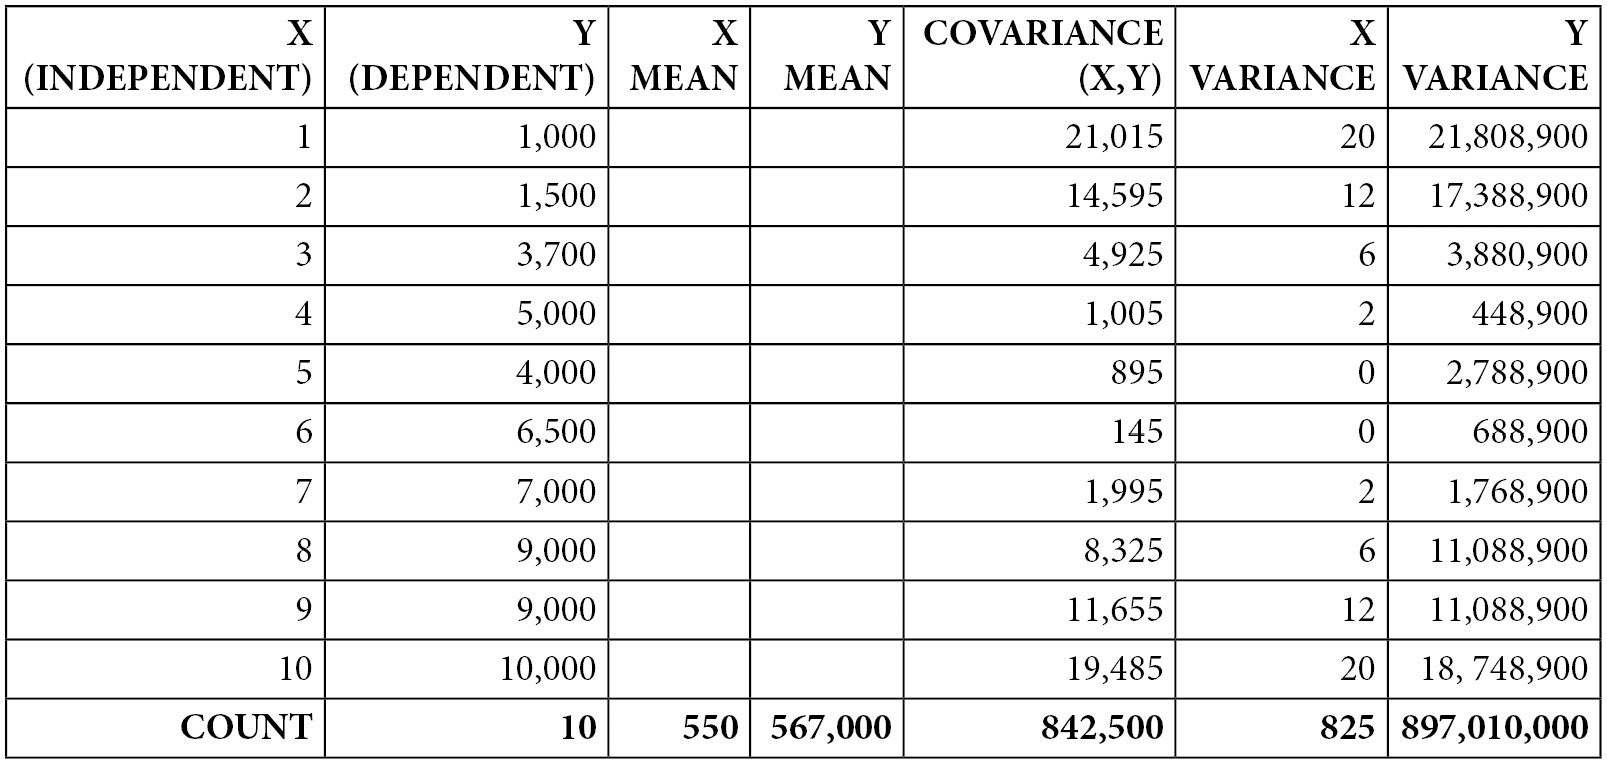 X (INDEPENDENT) Y (DEPENDENT) X MEAN Y MEAN COVARIANCE (X,Y) X VARIANCE Y VARIANCE
1 1,000 21,015 20 21,808,900
2 1,500 14,595 12 17,388,900
3 3,700 4,925 6 3,880,900
4 5,000 1,005 2 448,900
5 4,000 895 0 2,788,900
6 6,500 145 0 688,900
7 7,000 1,995 2 1,768,900
8 9,000 8,325 6 11,088,900
9 9,000 11,655 12 11,088,900
10 10,000 19,485 20 18, 748,900
COUNT 10 550 567,000 842,500 825 897,010,000